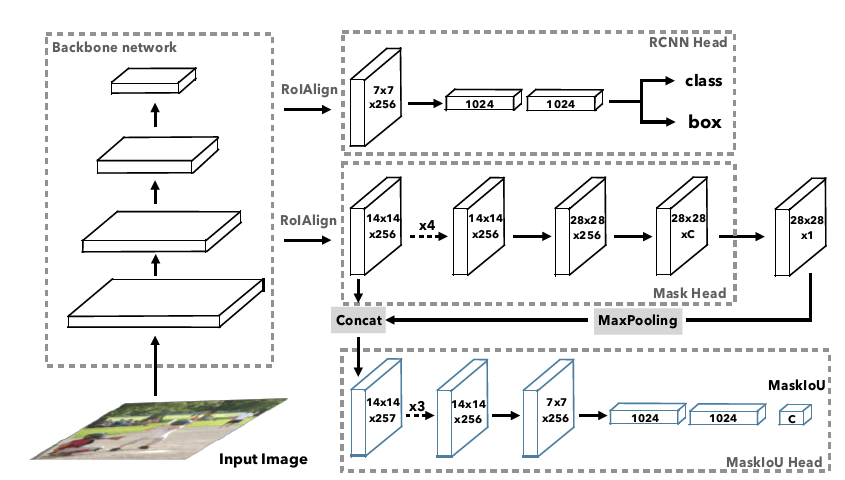 Backbone network
RCNN Head
RoIAlign
7x7
x256
1024
1024
class
box
RoIAlign
14x14
x256
x4
14x14
x256
28x28
x256
28x28
xC
28x28
x1
Mask Head
Concat
MaxPooling
14x14
x257
x3
14x14
x256
7x7
x256
1024
1024
MaskIoU
C
MaskIoU Head
Input Image